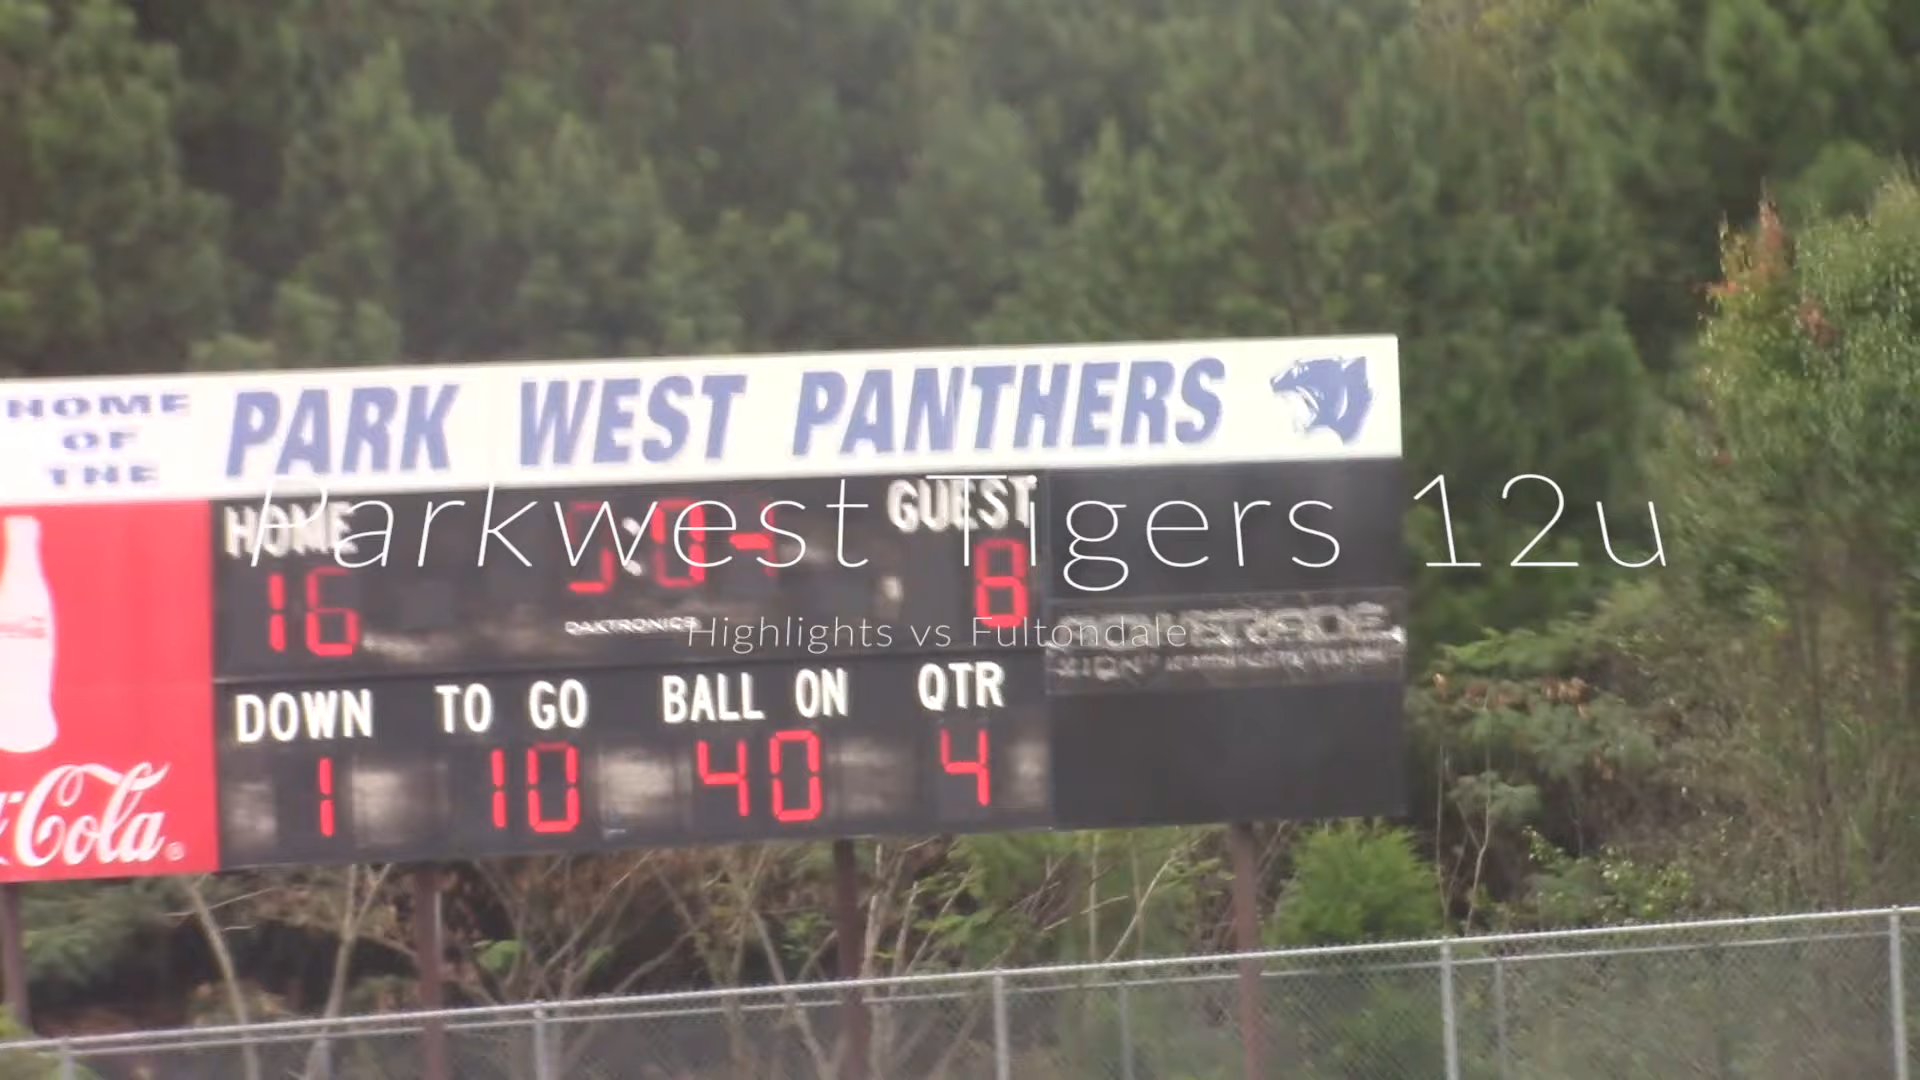 HOME
OF
THE
PARK WEST PANTHERS
HOME
GUEST
Parkwest Tigers 12u
16
8
DAKTRONICS
Highlights vs Fultondale
DOWN TO GO BALL ON QTR
1 10 40 4
Cola®